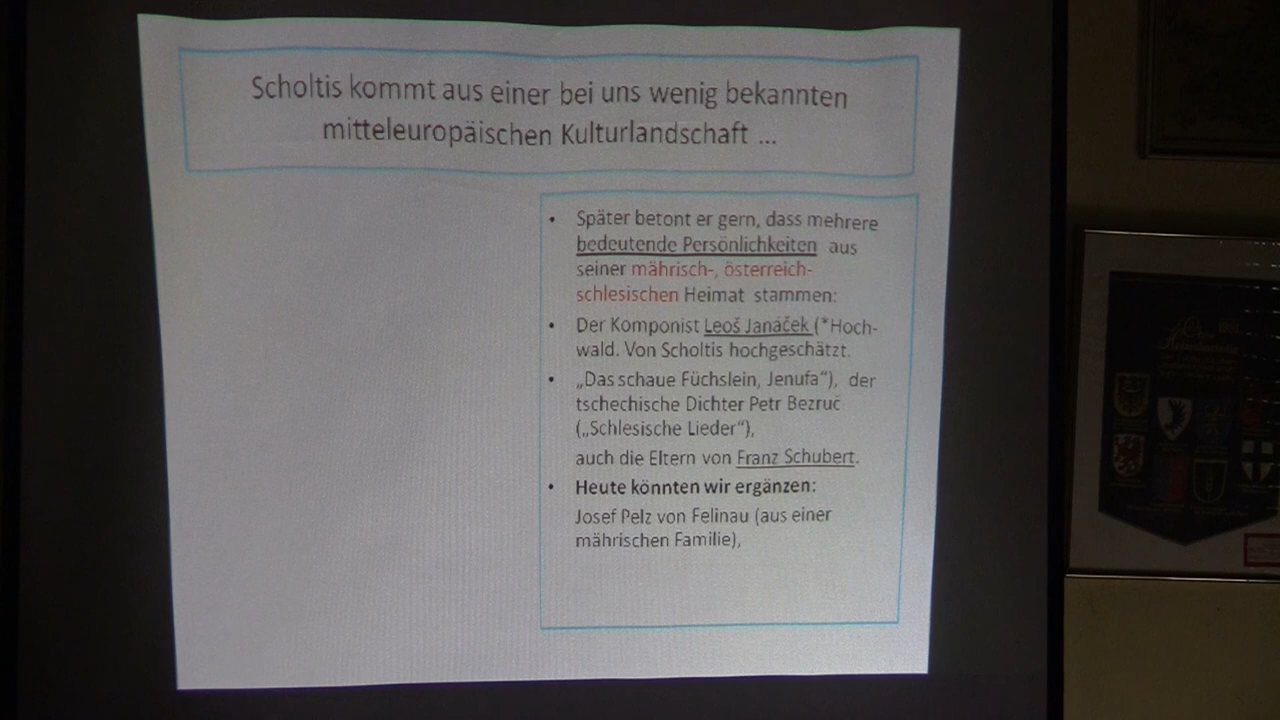 Scholtis kommt aus einer bei uns wenig bekannten
mitteleuropäischen Kulturlandschaft ...
• Später betont er gern, dass mehrere
bedeutende Persönlichkeiten aus
seiner mährisch-, österreich-
schlesischen Heimat stammen:
• Der Komponist Leoš Janáček (*Hoch-
wald. Von Scholtis hochgeschätzt.
• „Das schaue Füchslein, Jenufa“), der
tschechische Dichter Petr Bezruč
(„Schlesische Lieder“),
auch die Eltern von Franz Schubert.
• Heute könnten wir ergänzen:
Josef Pelz von Felinau (aus einer
mährischen Familie),